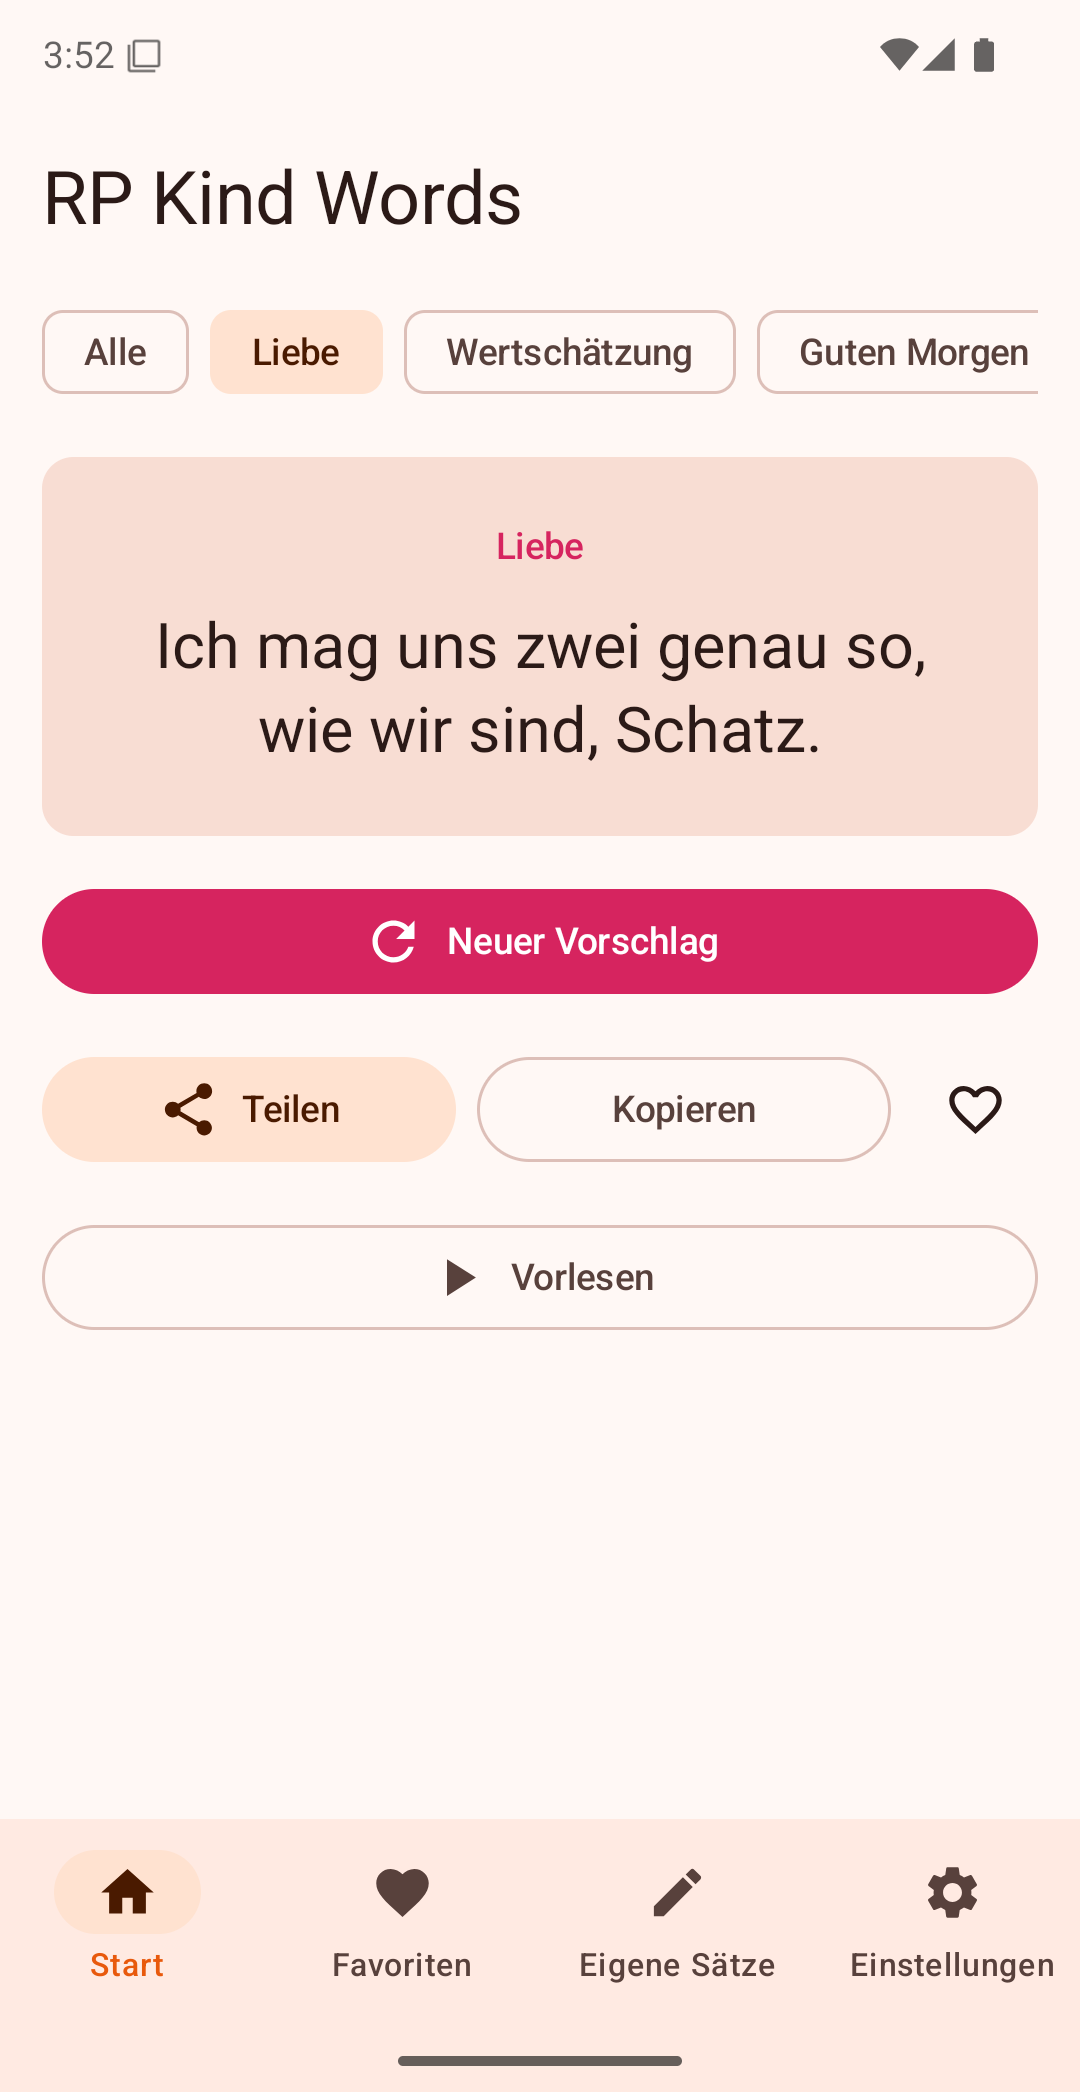 3:52
RP Kind Words
Alle
Liebe
Wertschätzung
Guten Morgen
Liebe
Ich mag uns zwei genau so,
wie wir sind, Schatz.
Neuer Vorschlag
Teilen
Kopieren
Vorlesen
Start
Favoriten
Eigene Sätze
Einstellungen